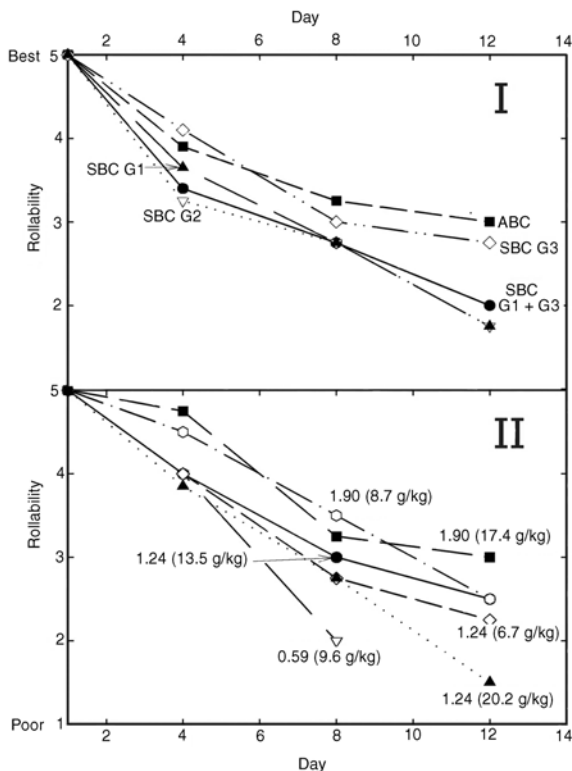 Day
0 2 4 6 8 10 12 14
Best 5
I
4
SBC G1
SBC G2
Rollability
3
ABC
SBC G3
2
SBC
G1 + G3
5
II
4
1.90 (8.7 g/kg)
1.90 (17.4 g/kg)
Rollability
3
1.24 (13.5 g/kg)
2
1.24 (6.7 g/kg)
0.59 (9.6 g/kg)
1.24 (20.2 g/kg)
Poor 1
2 4 6 8 10 12 14
Day